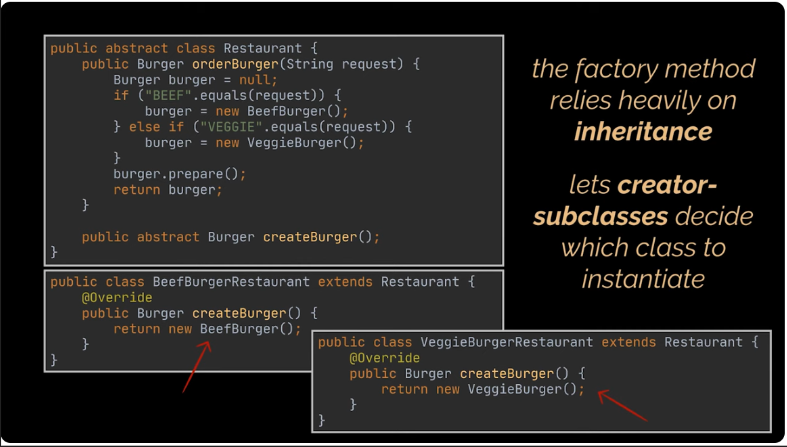 public abstract class Restaurant {
    public Burger orderBurger(String request) {
        Burger burger = null;
        if ("BEEF".equals(request)) {
            burger = new BeefBurger();
        } else if ("VEGGIE".equals(request)) {
            burger = new VeggieBurger();
        }
        burger.prepare();
        return burger;
    }

    public abstract Burger createBurger();
}
public class BeefBurgerRestaurant extends Restaurant {
    @Override
    public Burger createBurger() {
        return new BeefBurger();
    }
}
public class VeggieBurgerRestaurant extends Restaurant {
    @Override
    public Burger createBurger() {
        return new VeggieBurger();
    }
}
the factory method
relies heavily on
inheritance
lets creator-
subclasses decide
which class to
instantiate